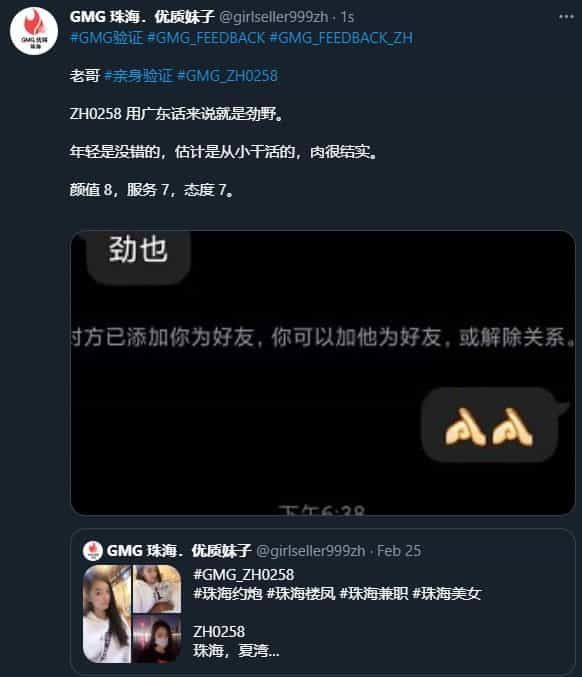 GMG 珠海．优质妹子 @girlseller999zh · 1s
#GMG验证 #GMG_FEEDBACK #GMG_FEEDBACK_ZH
老哥 #亲身验证 #GMG_ZH0258
ZH0258 用广东话来说就是劲野。
年轻是没错的，估计是从小干活的，肉很结实。
颜值 8，服务 7，态度 7。
劲也
对方已添加你为好友，你可以加他为好友，或解除关系。
下午6:38
GMG 珠海．优质妹子 @girlseller999zh · Feb 25
#GMG_ZH0258
#珠海约炮 #珠海楼凤 #珠海兼职 #珠海美女
ZH0258
珠海，夏湾...